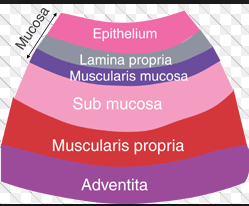 Mucosa
Epithelium
Lamina propria
Muscularis mucosa
Sub mucosa
Muscularis propria
Adventita